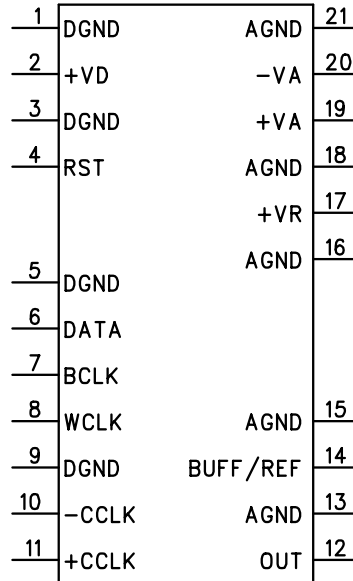 1 DGND AGND 21
2 +VD -VA 20
3 DGND +VA 19
4 RST AGND 18
+VR 17
AGND 16
5 DGND
6 DATA
7 BCLK
8 WCLK AGND 15
9 DGND BUFF/REF 14
10 -CCLK AGND 13
11 +CCLK OUT 12